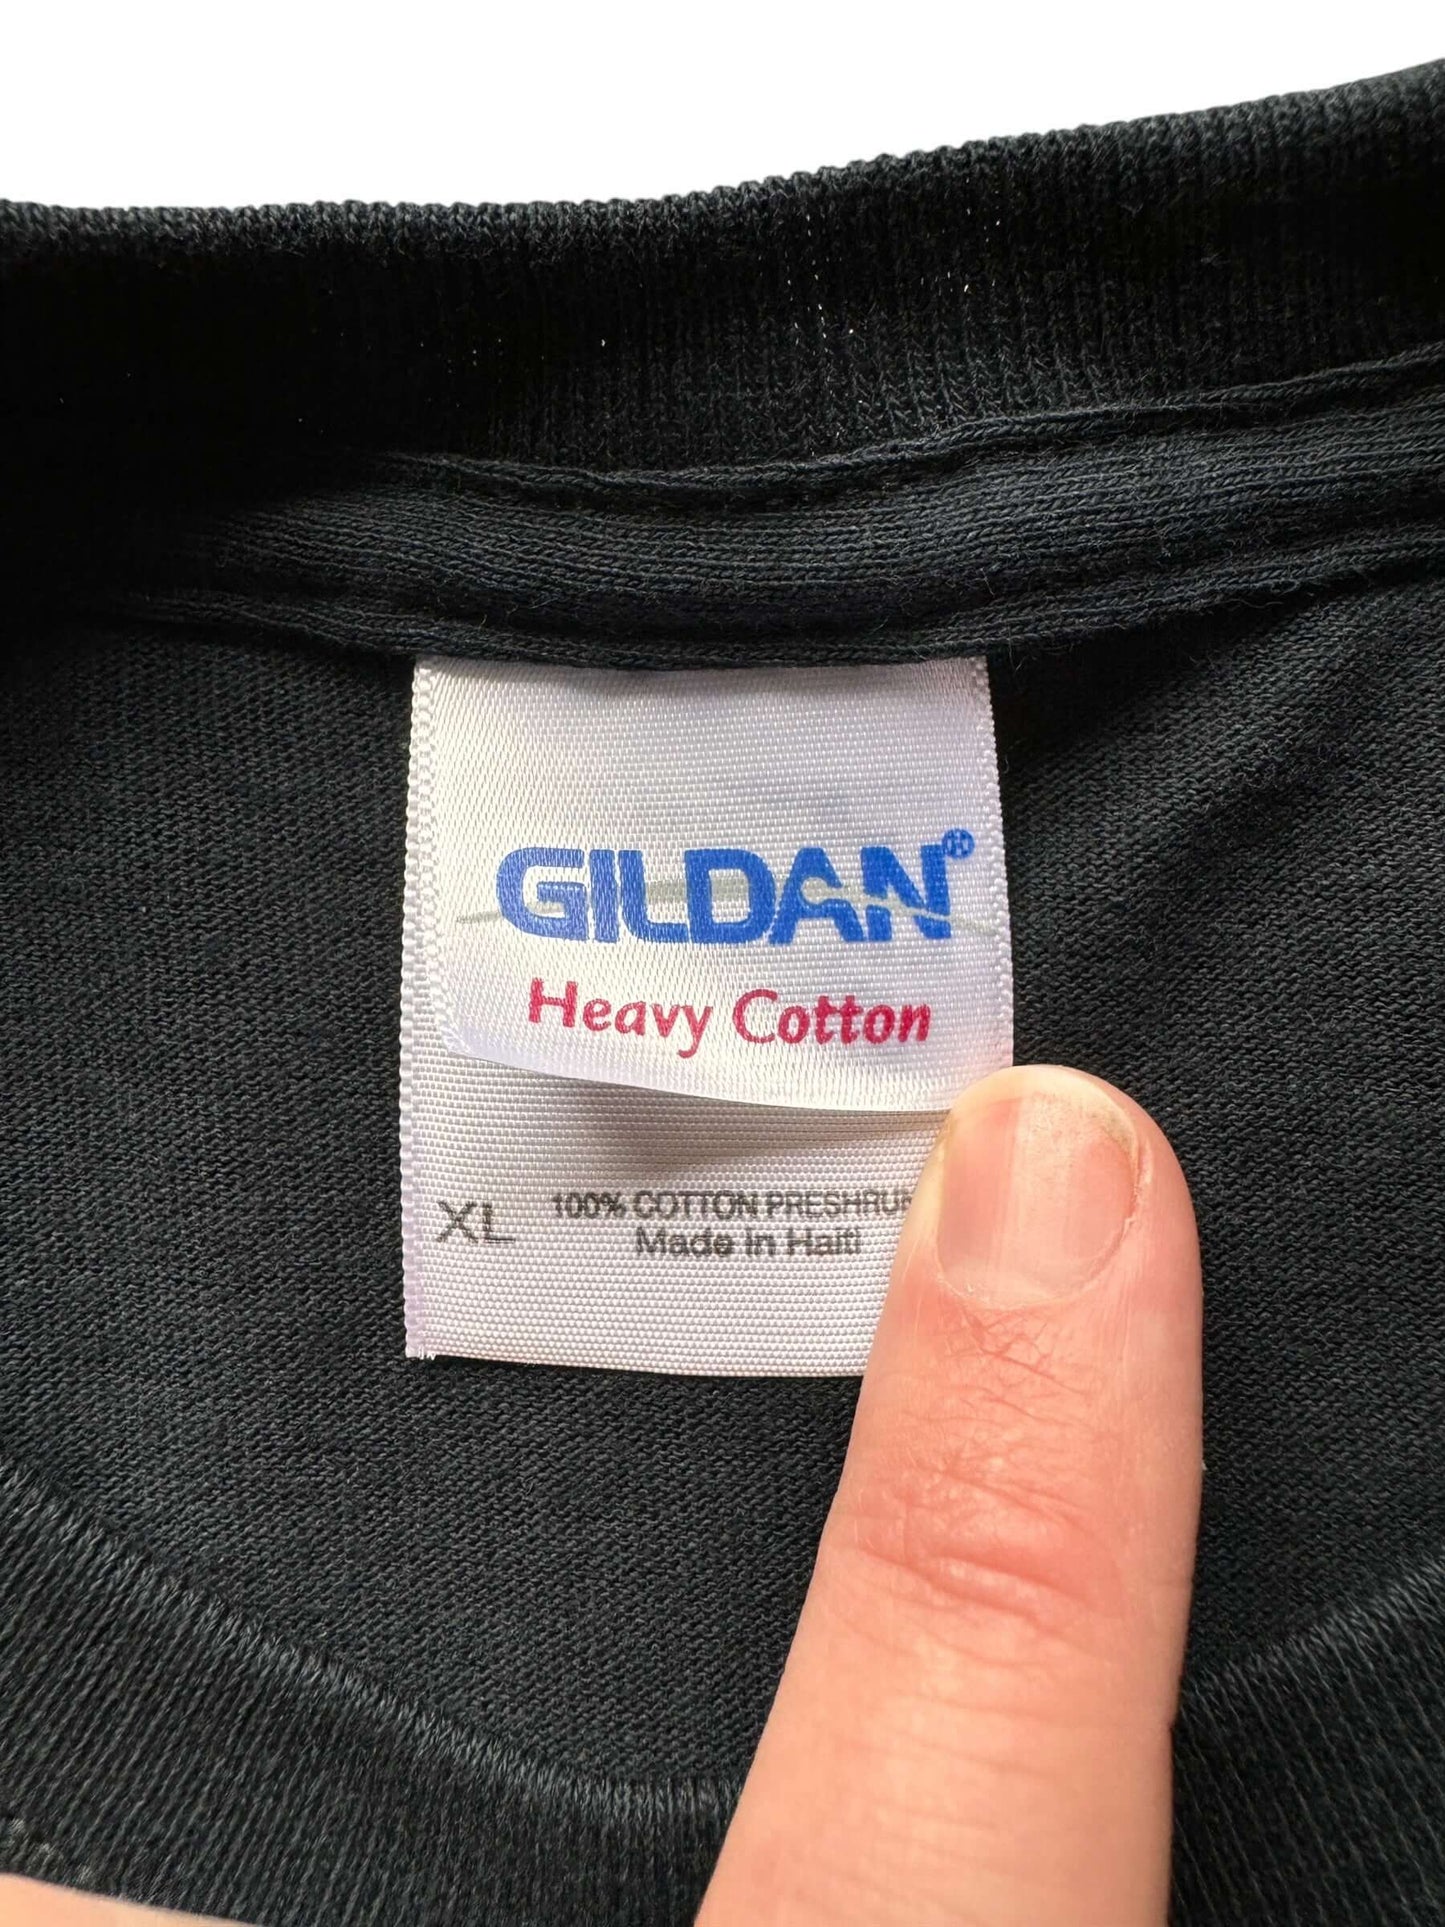 GILDAN®
Heavy Cotton
XL
100% COTTON PRESHRUN
Made in Haiti